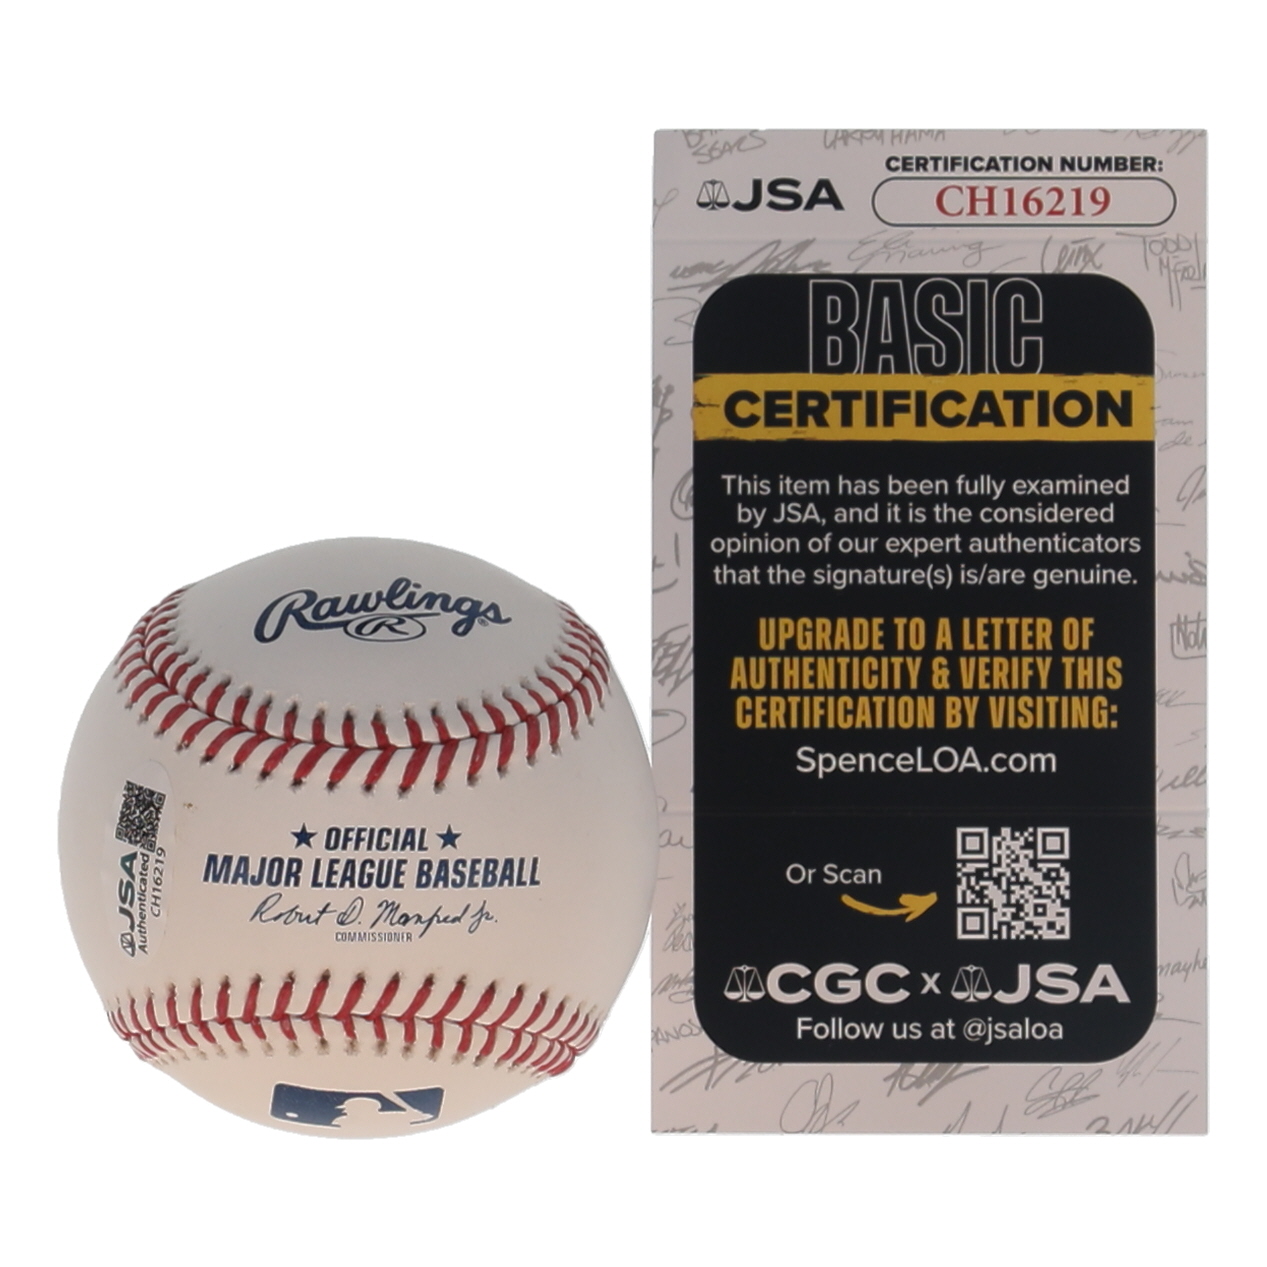 Rawlings
R
®
★ OFFICIAL ★
MAJOR LEAGUE BASEBALL
Robert D. Manfred Jr.
COMMISSIONER
JSA
Authenticated
CH16219
LARRY HAMA
CERTIFICATION NUMBER:
JSA
CH16219
TODD
BASIC
CERTIFICATION
This item has been fully examined
by JSA, and it is the considered
opinion of our expert authenticators
that the signature(s) is/are genuine.
UPGRADE TO A LETTER OF
AUTHENTICITY & VERIFY THIS
CERTIFICATION BY VISITING:
SpenceLOA.com
Or Scan
CGC x JSA
Follow us at @jsaloa